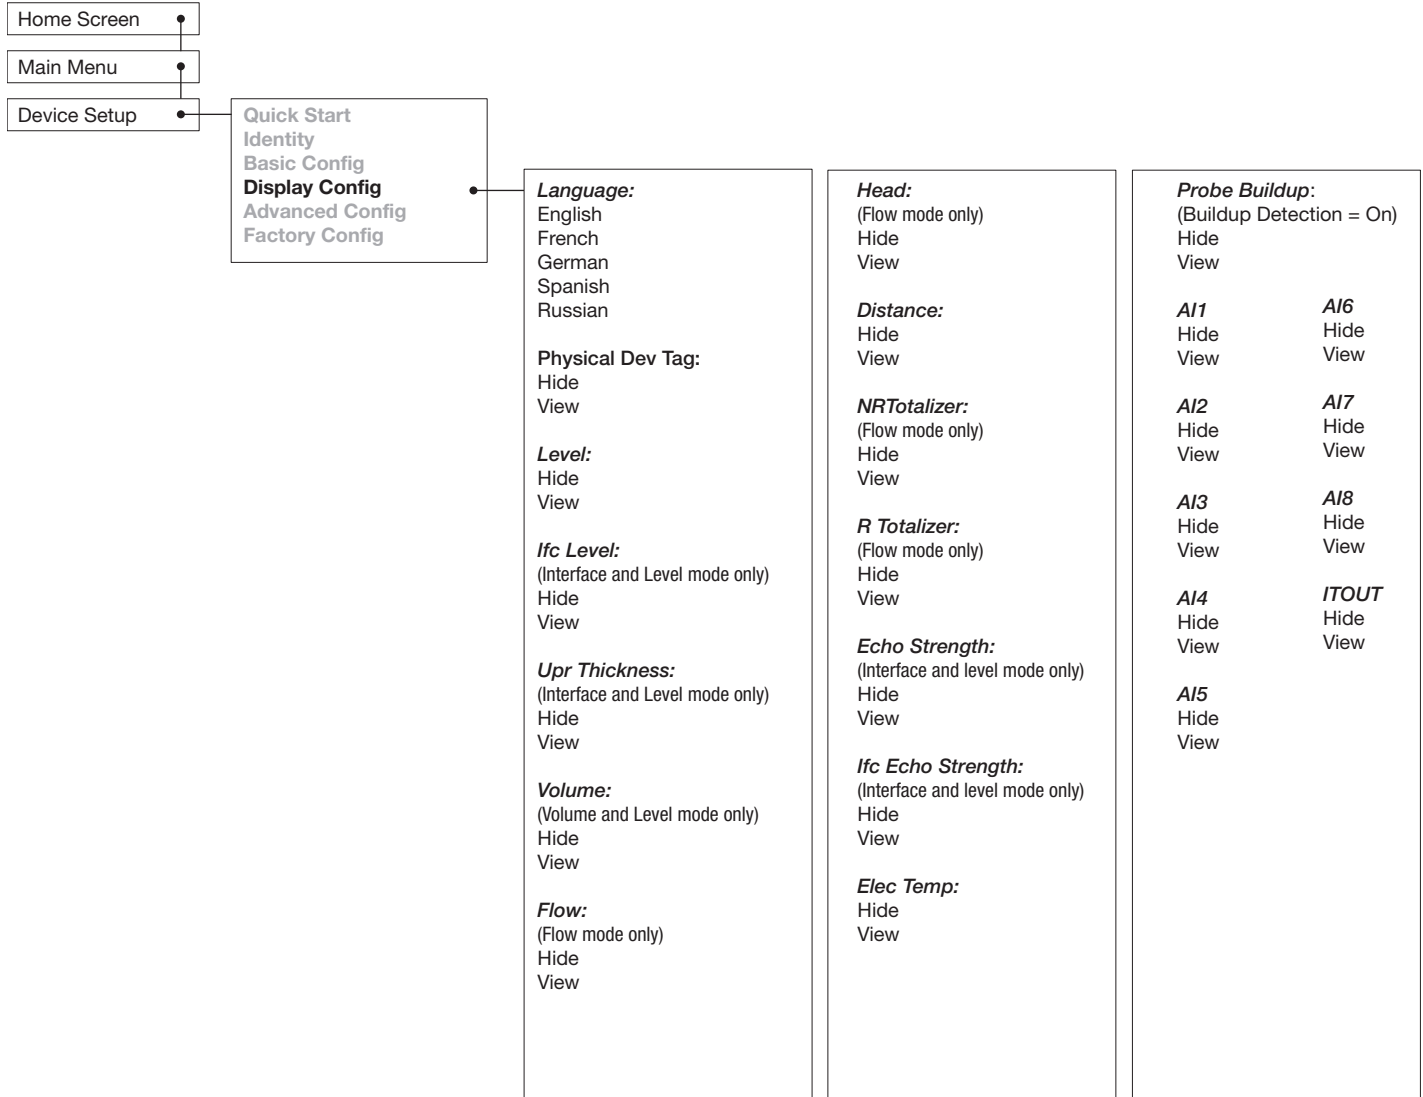 Home Screen
Main Menu
Device Setup
Quick Start
Identity
Basic Config
Display Config
Advanced Config
Factory Config
Language:
English
French
German
Spanish
Russian
Physical Dev Tag:
Hide
View
Level:
Hide
View
Ifc Level:
(Interface and Level mode only)
Hide
View
Upr Thickness:
(Interface and Level mode only)
Hide
View
Volume:
(Volume and Level mode only)
Hide
View
Flow:
(Flow mode only)
Hide
View
Head:
(Flow mode only)
Hide
View
Distance:
Hide
View
NRTotalizer:
(Flow mode only)
Hide
View
R Totalizer:
(Flow mode only)
Hide
View
Echo Strength:
(Interface and level mode only)
Hide
View
Ifc Echo Strength:
(Interface and level mode only)
Hide
View
Elec Temp:
Hide
View
Probe Buildup:
(Buildup Detection = On)
Hide
View
AI1
Hide
View
AI2
Hide
View
AI3
Hide
View
AI4
Hide
View
AI5
Hide
View
AI6
Hide
View
AI7
Hide
View
AI8
Hide
View
ITOUT
Hide
View